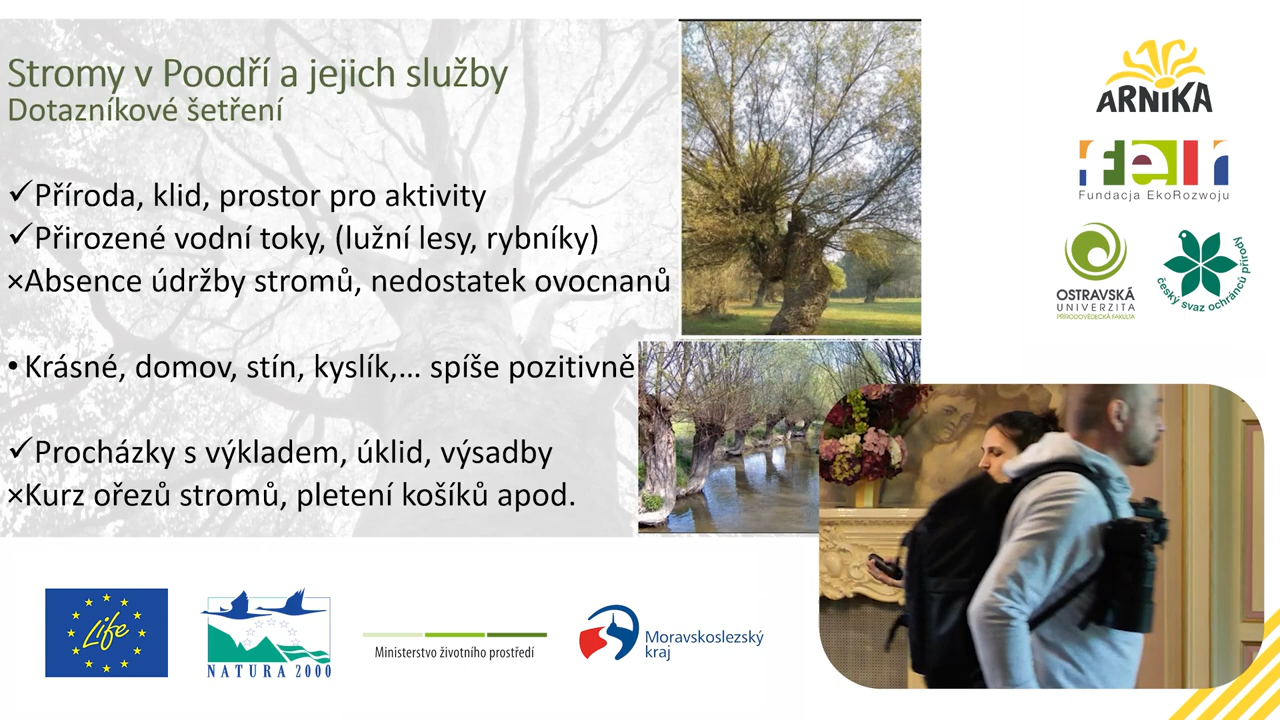 Stromy v Poodří a jejich služby
Dotazníkové šetření
✓Příroda, klid, prostor pro aktivity
✓Přirozené vodní toky, (lužní lesy, rybníky)
×Absence údržby stromů, nedostatek ovocnanů
• Krásné, domov, stín, kyslík,... spíše pozitivně
✓Procházky s výkladem, úklid, výsadby
×Kurz ořezů stromů, pletení košíků apod.
ARNIKA
feri
Fundacja EkoRozwoju
OSTRAVSKÁ
UNIVERZITA
PŘÍRODOVĚDECKÁ FAKULTA
český svaz ochránců přírody
Life
NATURA 2000
Ministerstvo životního prostředí
Moravskoslezský
kraj